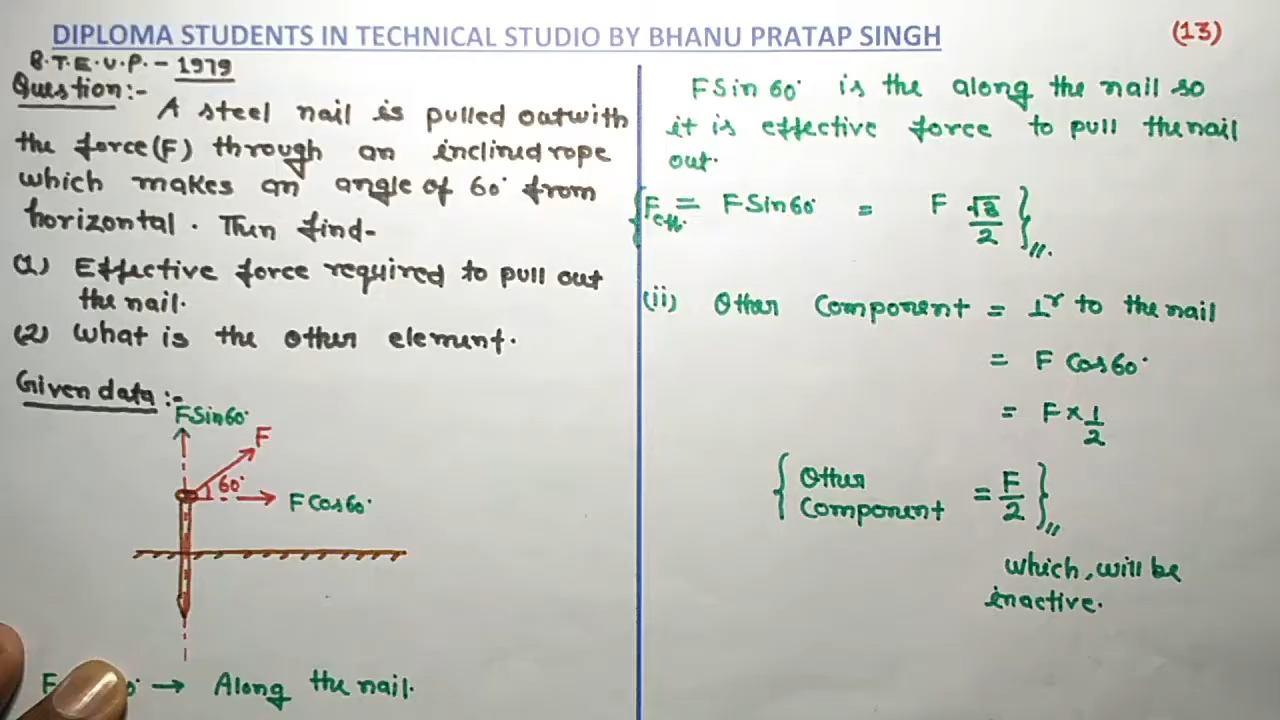 DIPLOMA STUDENTS IN TECHNICAL STUDIO BY BHANU PRATAP SINGH
(13)
B.T.E.U.P. - 1979
Question:-
A steel nail is pulled outwith
the force(F) through an inclined rope
which makes an angle of 60° from
horizontal. Then find-
(1) Effective force required to pull out
the nail.
(2) What is the other element.
Given data :-
FSin60°
F
60°
F Cos60°
→ Along the nail.
FSin 60° is the along the nail so
it is effective force to pull the nail
out.
{F eff. = FSin60 = F √3/2}
(ii) Other Component = ⊥r to the nail
= F Cos60°
= F × 1/2
{Other Component = F/2}
which, will be
inactive.